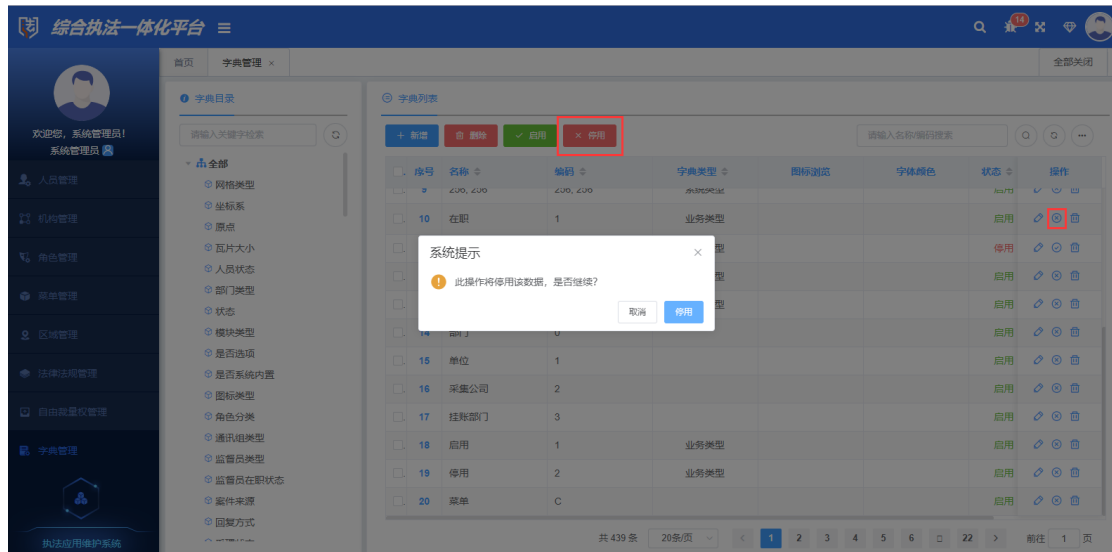 综合执法一体化平台
14
首页 字典管理 × 全部关闭
欢迎您，系统管理员！
系统管理员
人员管理
机构管理
角色管理
菜单管理
区域管理
法律法规管理
自由裁量权管理
字典管理
执法应用维护系统
字典目录
请输入关键字检索
全部
网格类型
坐标系
原点
瓦片大小
人员状态
部门类型
状态
模块类型
是否选项
是否系统内置
图标类型
角色分类
通讯组类型
监督员类型
监督员在职状态
案件来源
回复方式
字典列表
+ 新增 删除 启用 × 停用 请输入名称/编码搜索
序号 名称 编码 字典类型 图标浏览 字体颜色 状态 操作
9 256, 256 256, 256 系统类型 启用
10 在职 1 业务类型 启用
型 停用
型 启用
型 启用
14 部门 0 启用
15 单位 1 启用
16 采集公司 2 启用
17 挂账部门 3 启用
18 启用 1 业务类型 启用
19 停用 2 业务类型 启用
20 菜单 C 启用
系统提示 ×
此操作将停用该数据，是否继续？
取消 停用
共 439 条 20条/页 < 1 2 3 4 5 6 22 > 前往 1 页